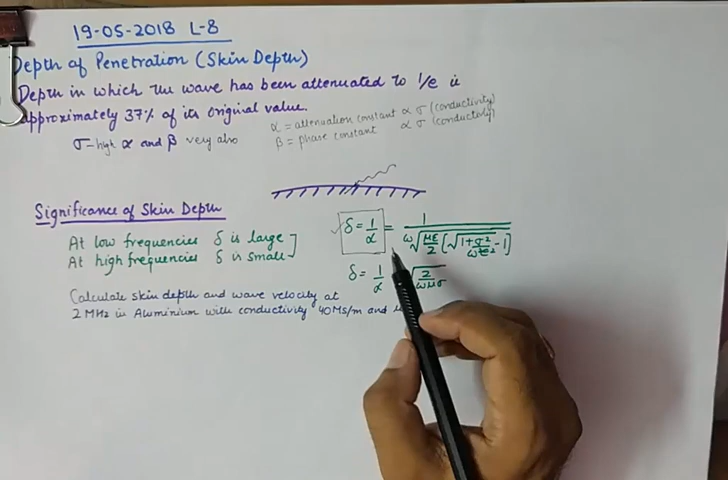 19-05-2018 L-8
Depth of Penetration (Skin Depth)
Depth in which the wave has been attenuated to 1/e i.e
approximately 37% of its original value.
α = attenuation constant ∝ σ (conductivity)
β = phase constant ∝ σ (conductivity)
σ-high α and β very also
Significance of Skin Depth
At low frequencies δ is large
At high frequencies δ is small
δ = 1/α = 1/(ω√(με/2[√(1+σ²/ω²ε²)-1]))
δ = 1/α √(2/ωμσ)
Calculate skin depth and wave velocity at
2 MHz in Aluminium with conductivity 40 Ms/m and